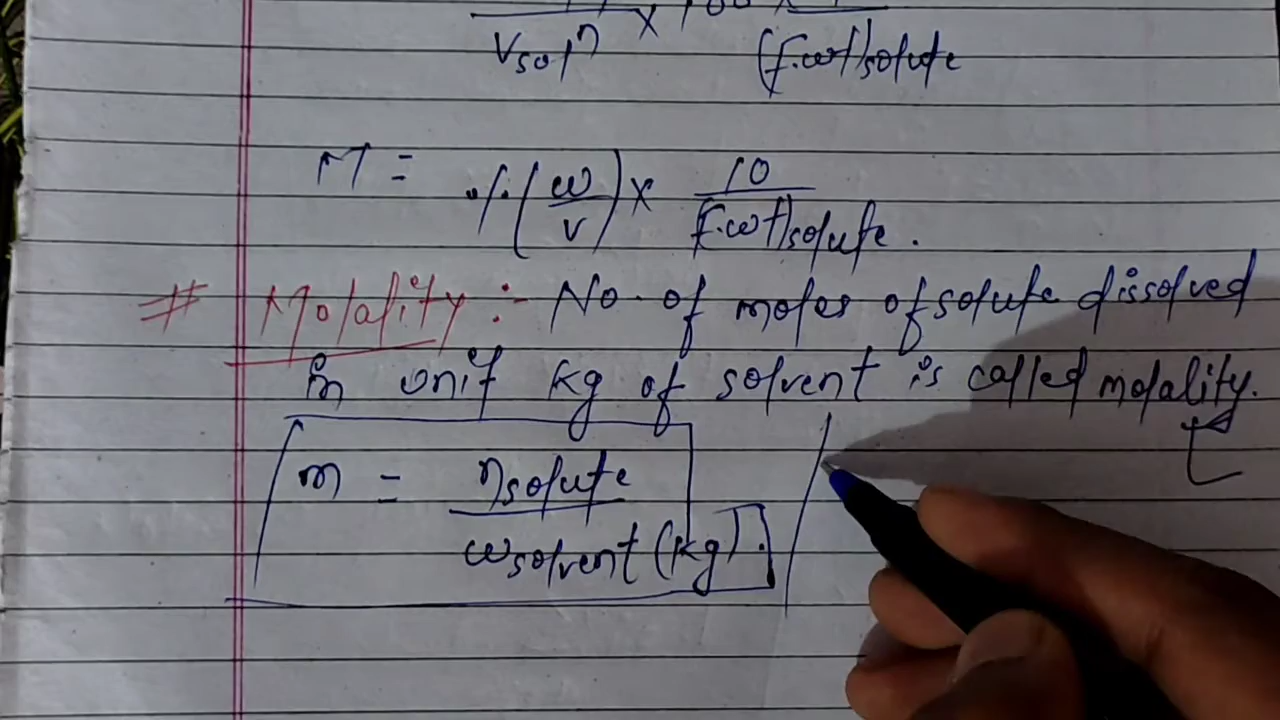 Vsolⁿ × 100 (F.wt)solute
M = %(w/v) × 10/(F.wt)solute.
# Molality :- No. of moles of solute dissolved
in unit kg of solvent is called molality.
m = nsolute/wsolvent (kg).